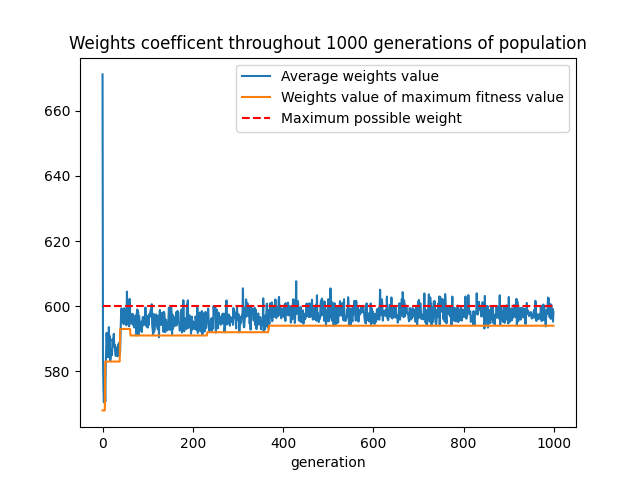 Weights coefficent throughout 1000 generations of population
Average weights value
Weights value of maximum fitness value
Maximum possible weight
660
640
620
600
580
0 200 400 600 800 1000
generation